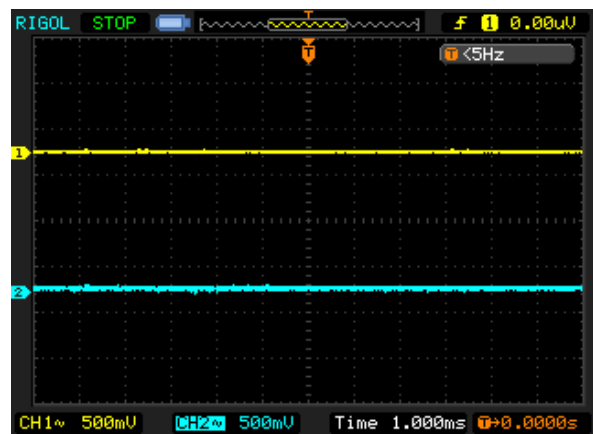 RIGOL STOP T f 1 0.00uV
T <5Hz
T
1
2
CH1~ 500mV CH2~ 500mV Time 1.000ms T→0.0000s